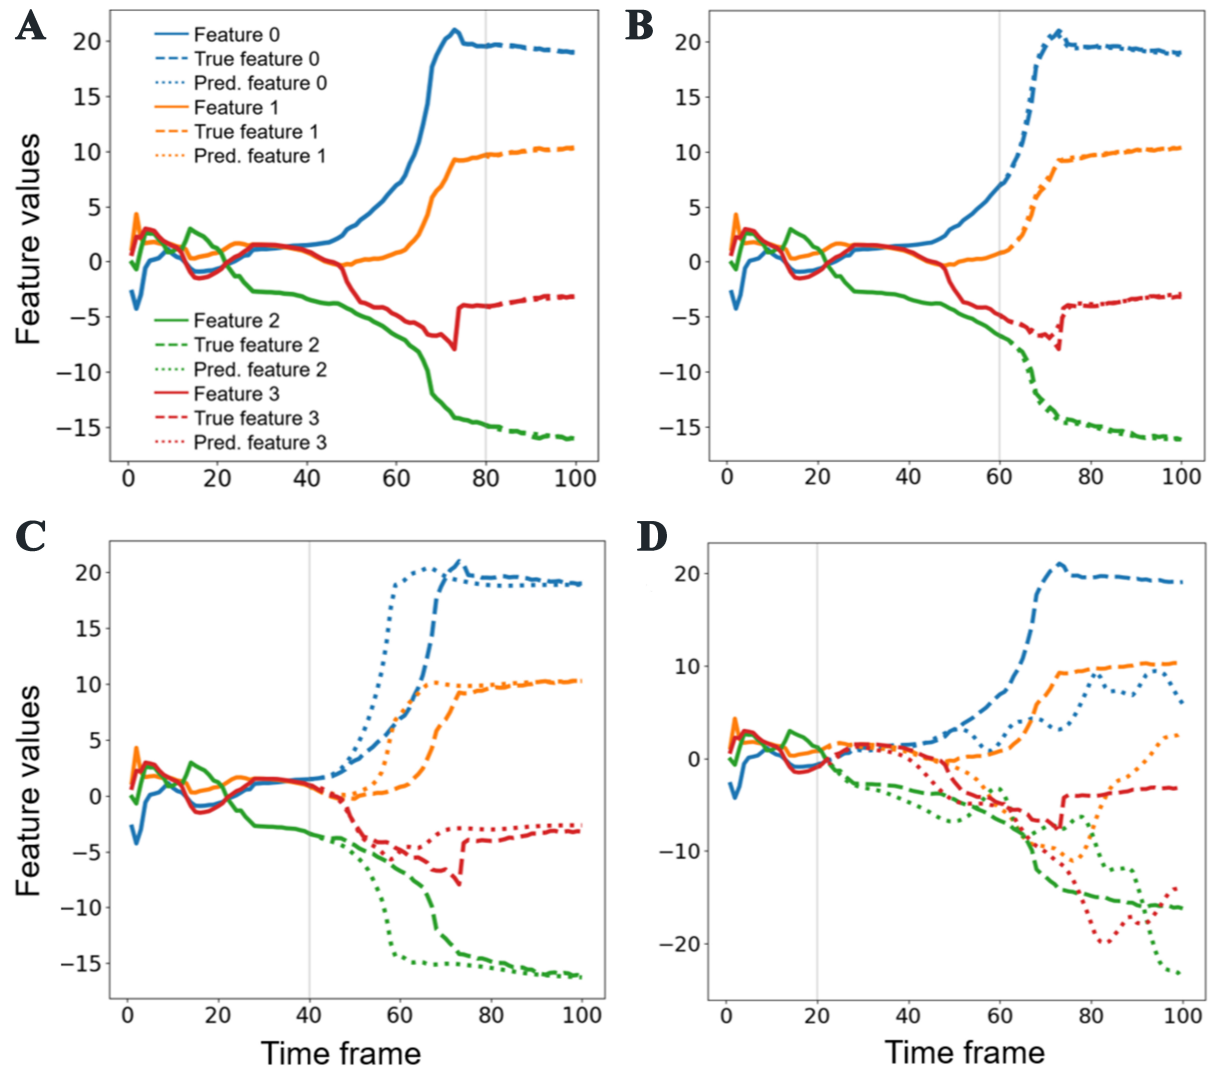 A
B
Feature 0
True feature 0
Pred. feature 0
Feature 1
True feature 1
Pred. feature 1
Feature 2
True feature 2
Pred. feature 2
Feature 3
True feature 3
Pred. feature 3
Feature values
20
15
10
5
0
−5
−10
−15
0 20 40 60 80 100
20
15
10
5
0
−5
−10
−15
0 20 40 60 80 100
C
D
Feature values
20
15
10
5
0
−5
−10
−15
0 20 40 60 80 100
Time frame
20
10
0
−10
−20
0 20 40 60 80 100
Time frame